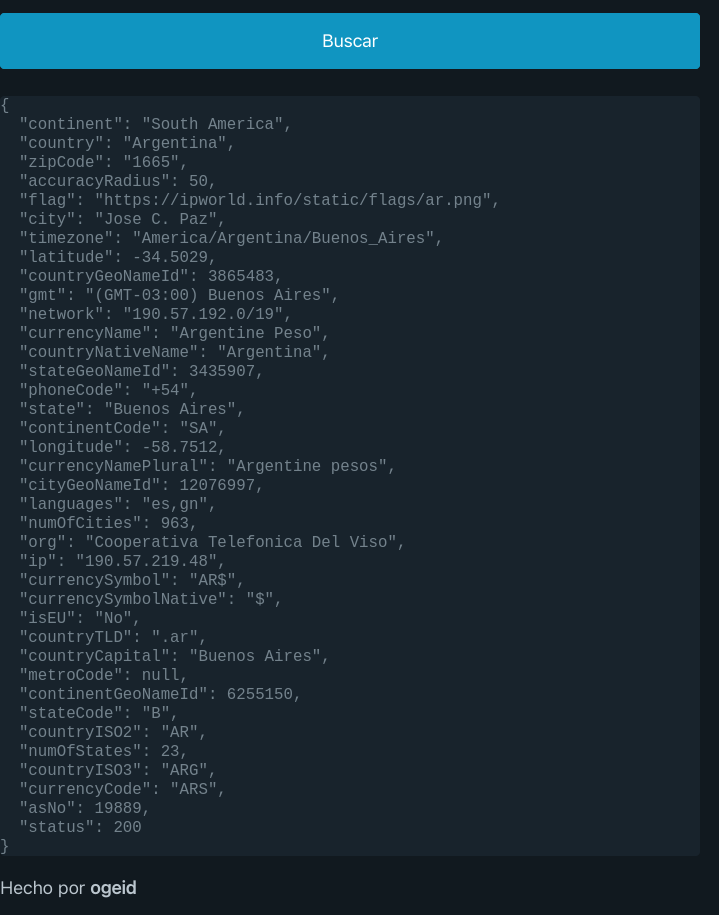 Buscar
{
  "continent": "South America",
  "country": "Argentina",
  "zipCode": "1665",
  "accuracyRadius": 50,
  "flag": "https://ipworld.info/static/flags/ar.png",
  "city": "Jose C. Paz",
  "timezone": "America/Argentina/Buenos_Aires",
  "latitude": -34.5029,
  "countryGeoNameId": 3865483,
  "gmt": "(GMT-03:00) Buenos Aires",
  "network": "190.57.192.0/19",
  "currencyName": "Argentine Peso",
  "countryNativeName": "Argentina",
  "stateGeoNameId": 3435907,
  "phoneCode": "+54",
  "state": "Buenos Aires",
  "continentCode": "SA",
  "longitude": -58.7512,
  "currencyNamePlural": "Argentine pesos",
  "cityGeoNameId": 12076997,
  "languages": "es,gn",
  "numOfCities": 963,
  "org": "Cooperativa Telefonica Del Viso",
  "ip": "190.57.219.48",
  "currencySymbol": "AR$",
  "currencySymbolNative": "$",
  "isEU": "No",
  "countryTLD": ".ar",
  "countryCapital": "Buenos Aires",
  "metroCode": null,
  "continentGeoNameId": 6255150,
  "stateCode": "B",
  "countryISO2": "AR",
  "numOfStates": 23,
  "countryISO3": "ARG",
  "currencyCode": "ARS",
  "asNo": 19889,
  "status": 200
}
Hecho por ogeid